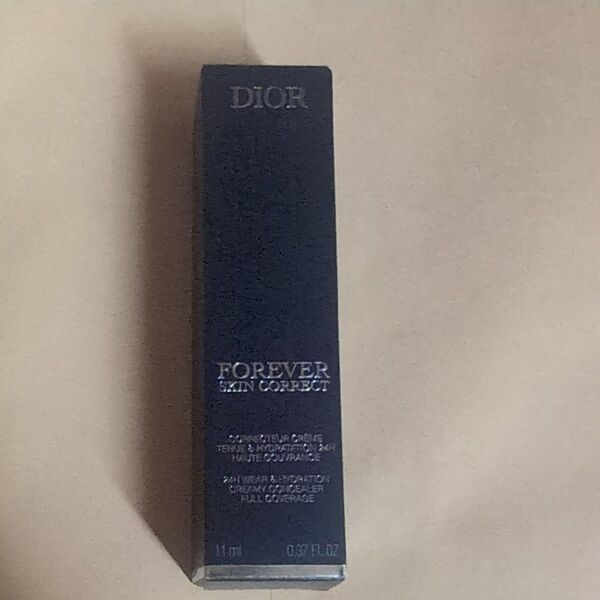 DIOR
FOREVER
SKIN CORRECT
CORRECTEUR CRÈME
TENUE & HYDRATATION 24H
HAUTE COUVRANCE
24H WEAR & HYDRATION
CREAMY CONCEALER
FULL COVERAGE
11 ml 0.37 FL. OZ